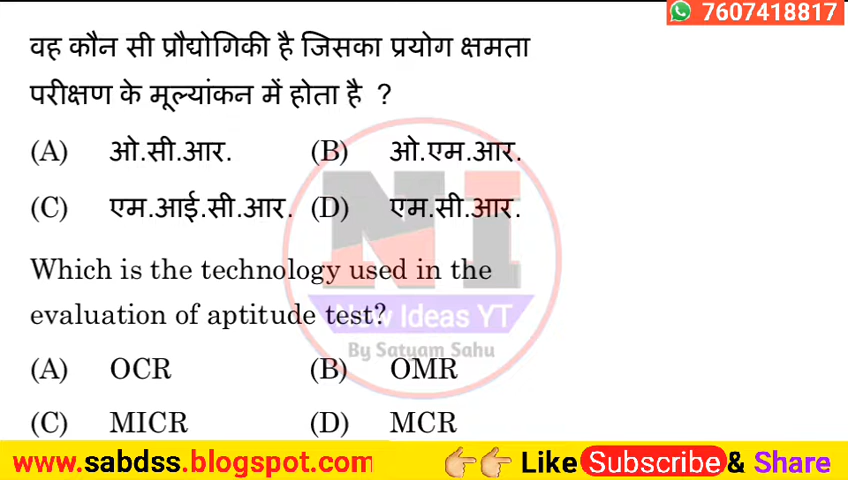 7607418817
वह कौन सी प्रौद्योगिकी है जिसका प्रयोग क्षमता
परीक्षण के मूल्यांकन में होता है ?
(A) ओ.सी.आर. (B) ओ.एम.आर.
(C) एम.आई.सी.आर. (D) एम.सी.आर.
NI
Which is the technology used in the
evaluation of aptitude test?
New Ideas YT
By Satyam Sahu
(A) OCR (B) OMR
(C) MICR (D) MCR
www.sabdss.blogspot.com Like Subscribe & Share